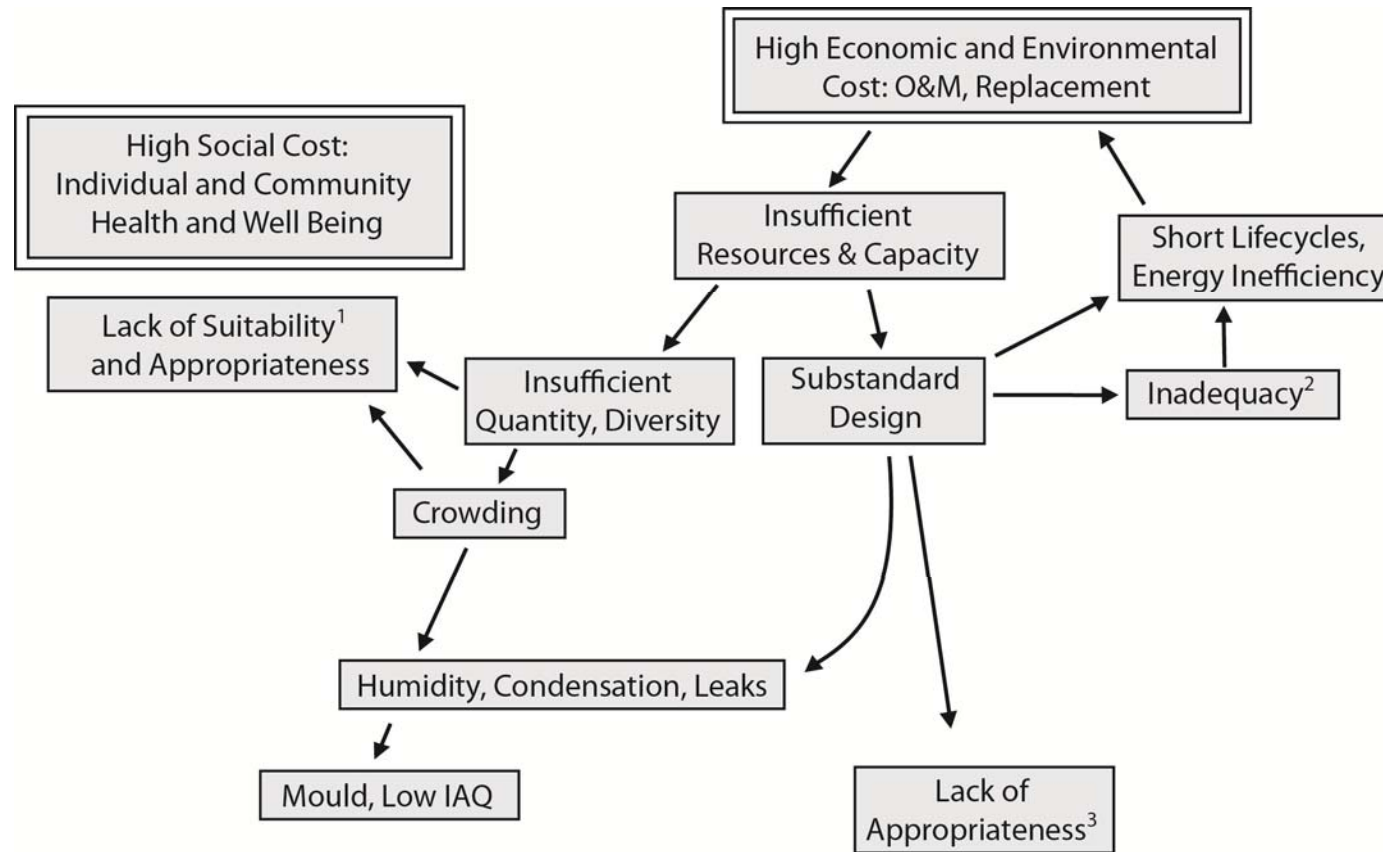 High Economic and Environmental
Cost: O&M, Replacement
High Social Cost:
Individual and Community
Health and Well Being
Insufficient
Resources & Capacity
Short Lifecycles,
Energy Inefficiency
Lack of Suitability¹
and Appropriateness
Insufficient
Quantity, Diversity
Substandard
Design
Inadequacy²
Crowding
Humidity, Condensation, Leaks
Mould, Low IAQ
Lack of
Appropriateness³